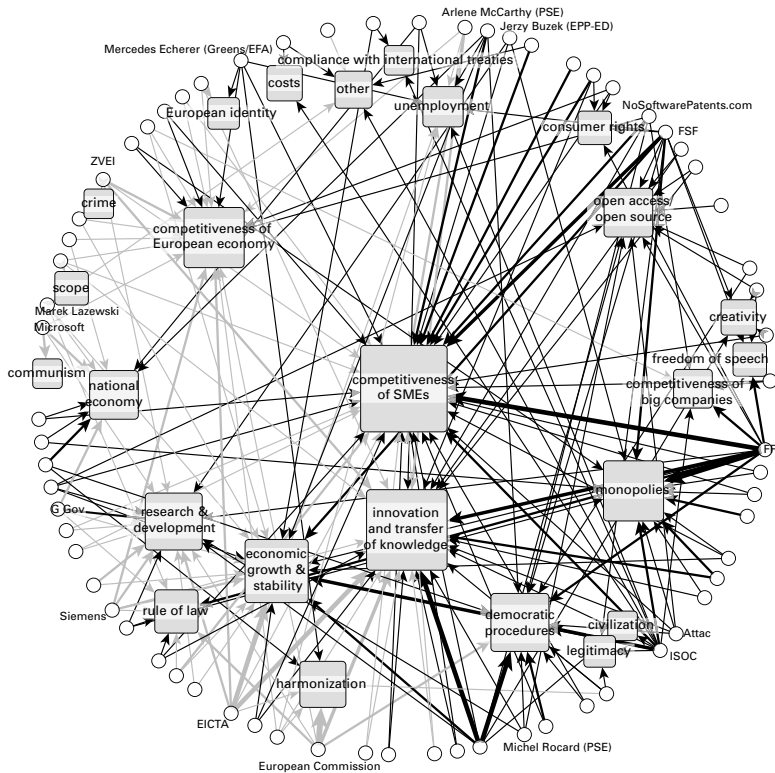 Arlene McCarthy (PSE)
Jerzy Buzek (EPP-ED)
Mercedes Echerer (Greens/EFA)
compliance with international treaties
costs
other
unemployment
European identity
NoSoftwarePatents.com
consumer rights
FSF
ZVEI
crime
open access/
open source
competitiveness of
European economy
scope
Marek Lazewski
Microsoft
creativity
freedom of speech
communism
national
economy
competitiveness
of SMEs
competitiveness of
big companies
monopolies
G Gov
research &
development
innovation
and transfer
of knowledge
economic
growth &
stability
Siemens
rule of law
democratic
procedures
civilization
Attac
legitimacy
ISOC
harmonization
EICTA
Michel Rocard (PSE)
European Commission